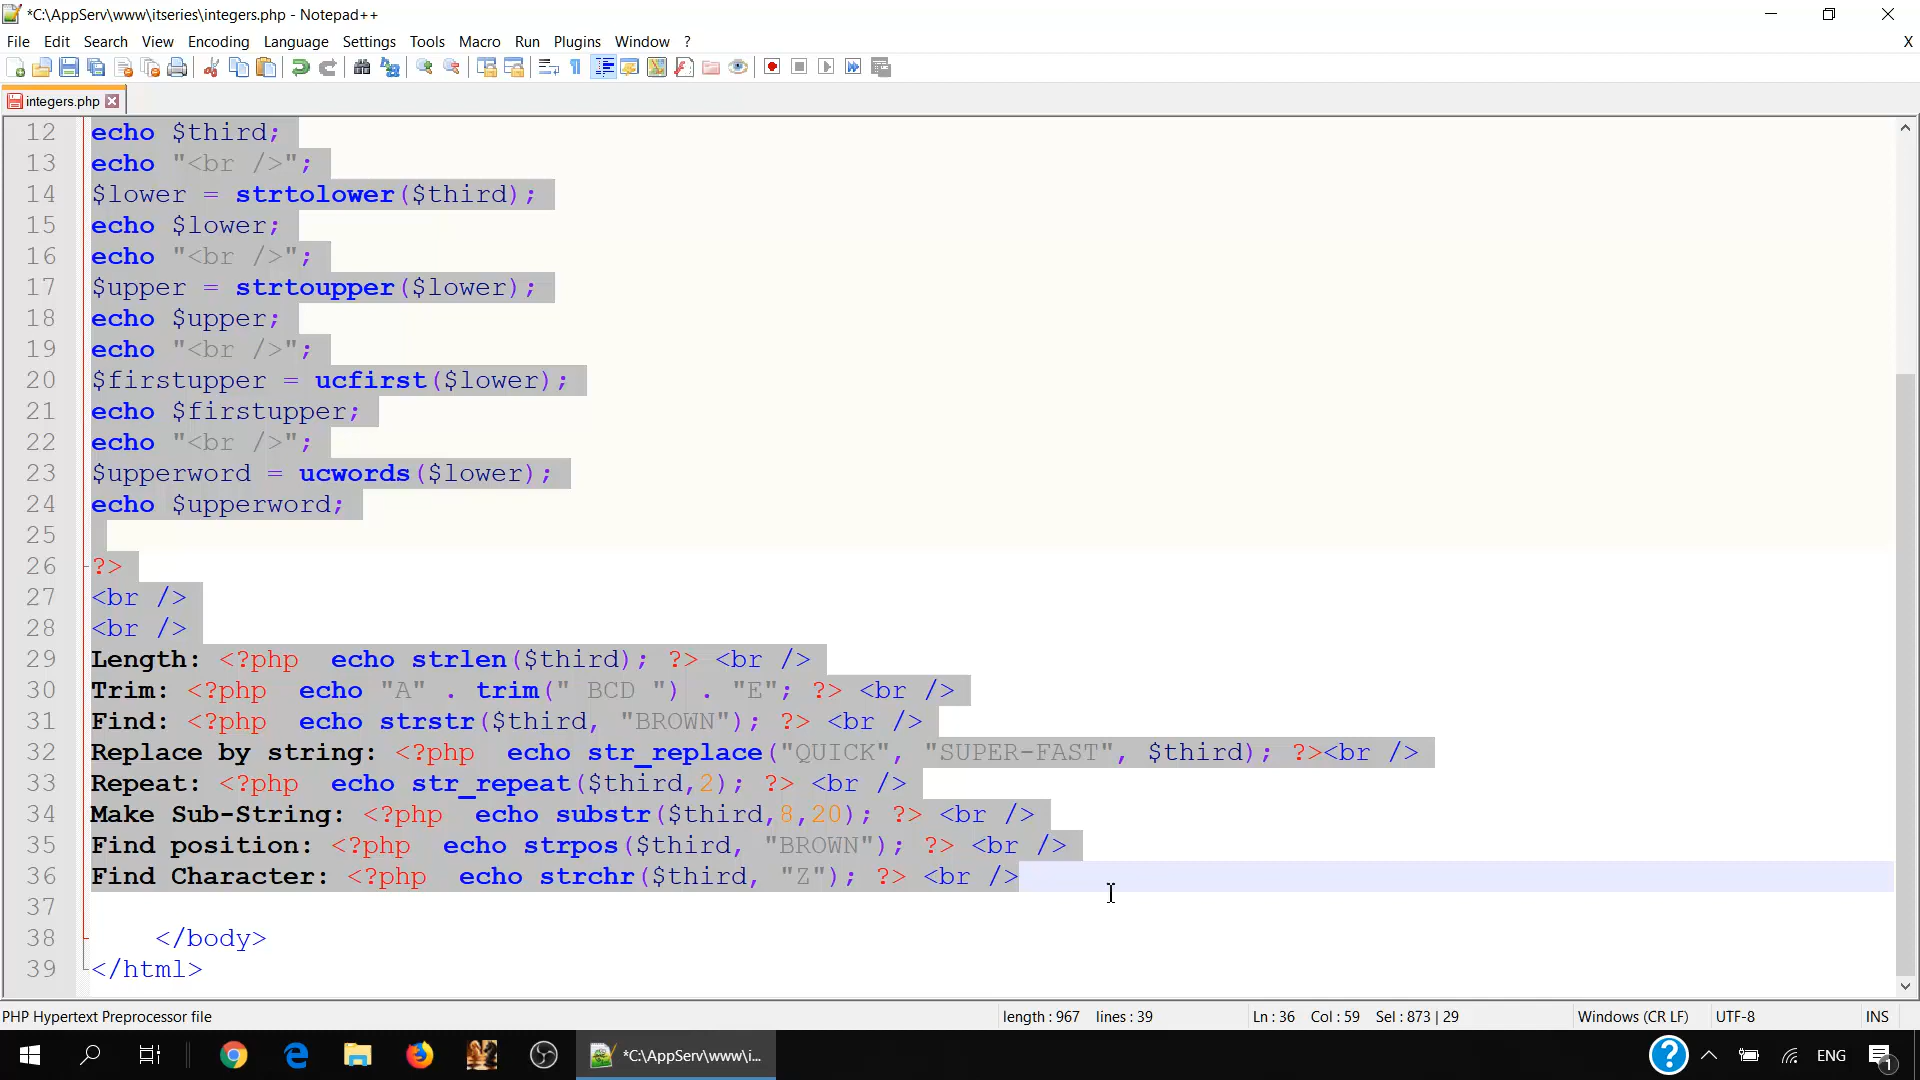 *C:\AppServ\www\itseries\integers.php - Notepad++
File Edit Search View Encoding Language Settings Tools Macro Run Plugins Window ? X
integers.php
12 echo $third;
13 echo "<br />";
14 $lower = strtolower($third);
15 echo $lower;
16 echo "<br />";
17 $upper = strtoupper($lower);
18 echo $upper;
19 echo "<br />";
20 $firstupper = ucfirst($lower);
21 echo $firstupper;
22 echo "<br />";
23 $upperword = ucwords($lower);
24 echo $upperword;
25
26 ?>
27 <br />
28 <br />
29 Length: <?php  echo strlen($third); ?> <br />
30 Trim: <?php  echo "A" . trim(" BCD ") . "E"; ?> <br />
31 Find: <?php  echo strstr($third, "BROWN"); ?> <br />
32 Replace by string: <?php  echo str_replace("QUICK", "SUPER-FAST", $third); ?><br />
33 Repeat: <?php  echo str_repeat($third,2); ?> <br />
34 Make Sub-String: <?php  echo substr($third,8,20); ?> <br />
35 Find position: <?php  echo strpos($third, "BROWN"); ?> <br />
36 Find Character: <?php  echo strchr($third, "Z"); ?> <br />
37
38     </body>
39 </html>
PHP Hypertext Preprocessor file length : 967 lines : 39 Ln : 36 Col : 59 Sel : 873 | 29 Windows (CR LF) UTF-8 INS
*C:\AppServ\www\i... ? ENG 1